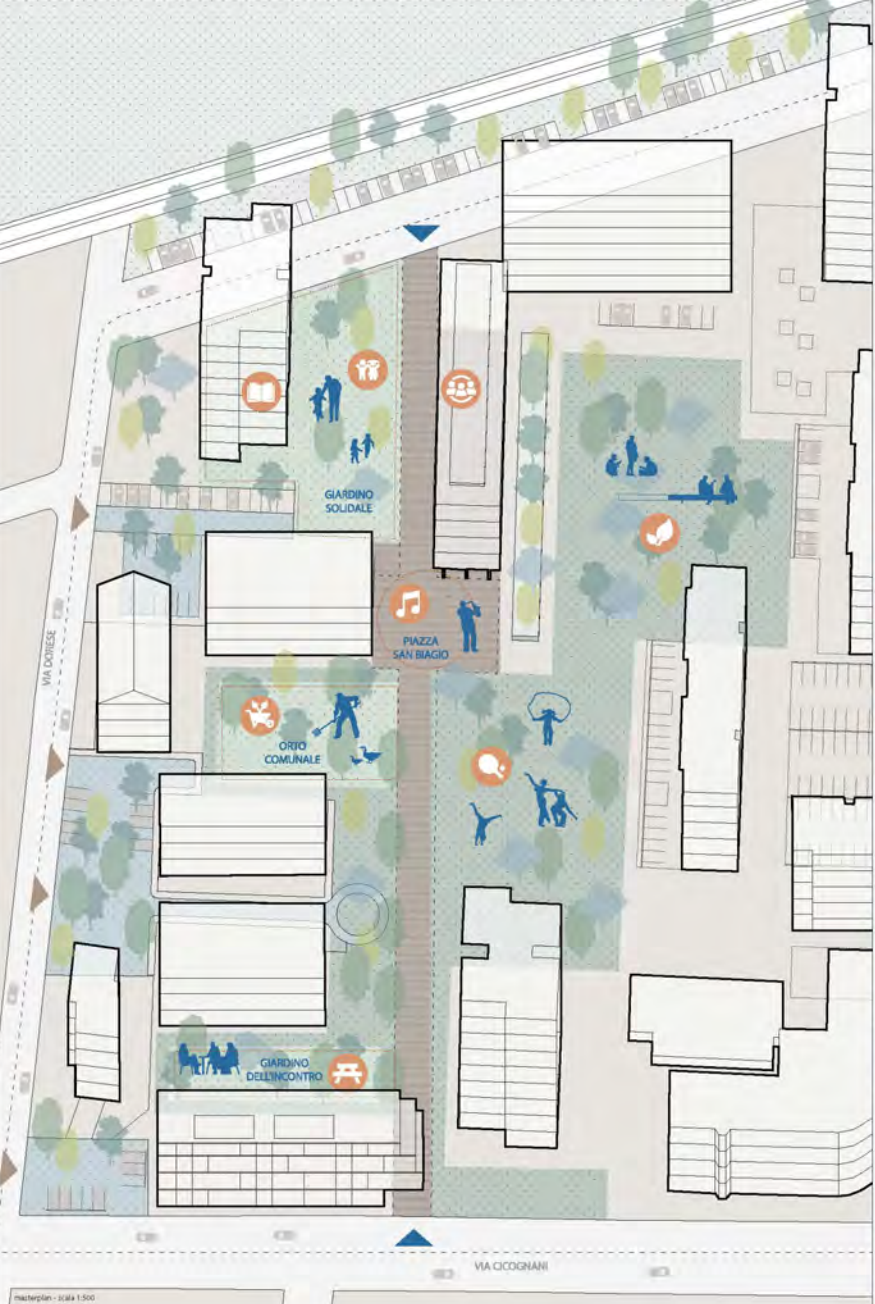 GIARDINO
SOLIDALE
PIAZZA
SAN BIAGIO
VIA DORESE
ORTO
COMUNALE
GIARDINO
DELL'INCONTRO
VIA CICOGNANI
masterplan - scala 1:500